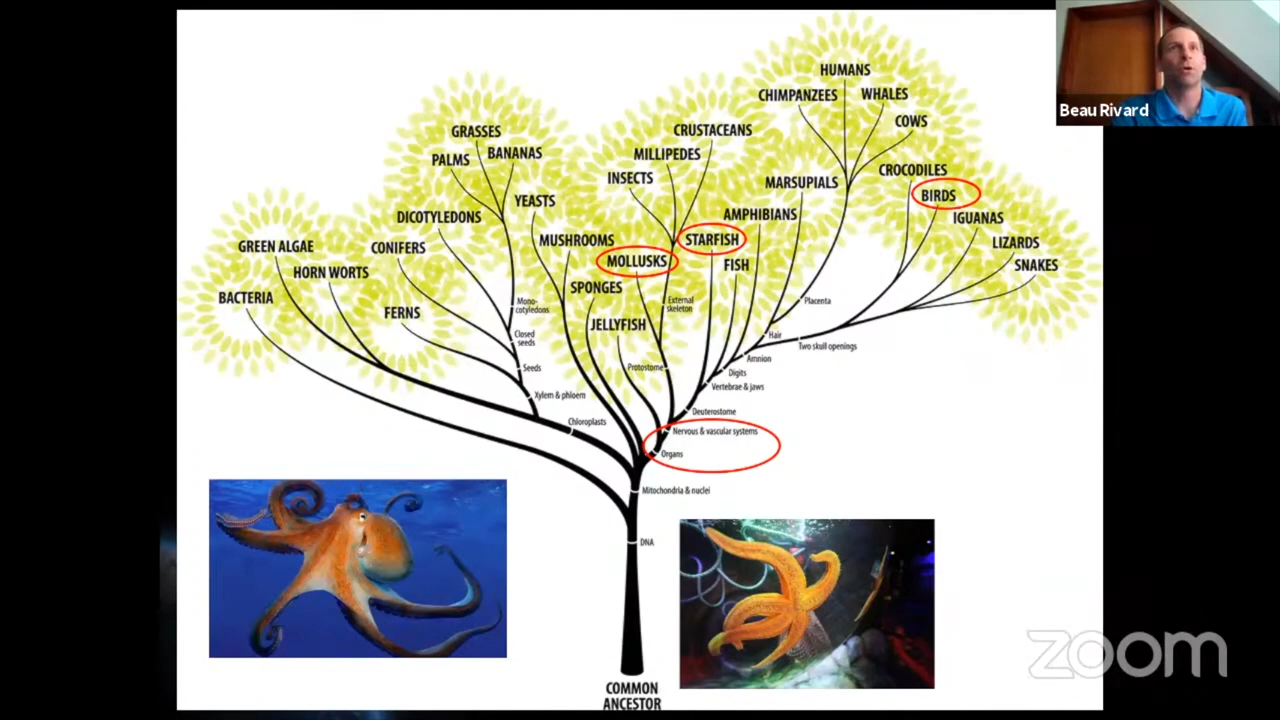 HUMANS
CHIMPANZEES
WHALES
COWS
Beau Rivard
GRASSES
PALMS
BANANAS
CRUSTACEANS
MILLIPEDES
INSECTS
MARSUPIALS
CROCODILES
BIRDS
IGUANAS
LIZARDS
SNAKES
YEASTS
DICOTYLEDONS
AMPHIBIANS
GREEN ALGAE
CONIFERS
MUSHROOMS
STARFISH
MOLLUSKS
FISH
HORN WORTS
SPONGES
BACTERIA
FERNS
JELLYFISH
Mono-
cotyledons
External
skeleton
Placenta
Closed
seeds
Hair
Two skull openings
Seeds
Protostome
Amnion
Digits
Vertebrae & jaws
Xylem & phloem
Deuterostome
Chloroplasts
Nervous & vascular systems
Organs
Mitochondria & nuclei
DNA
COMMON
ANCESTOR
zoom